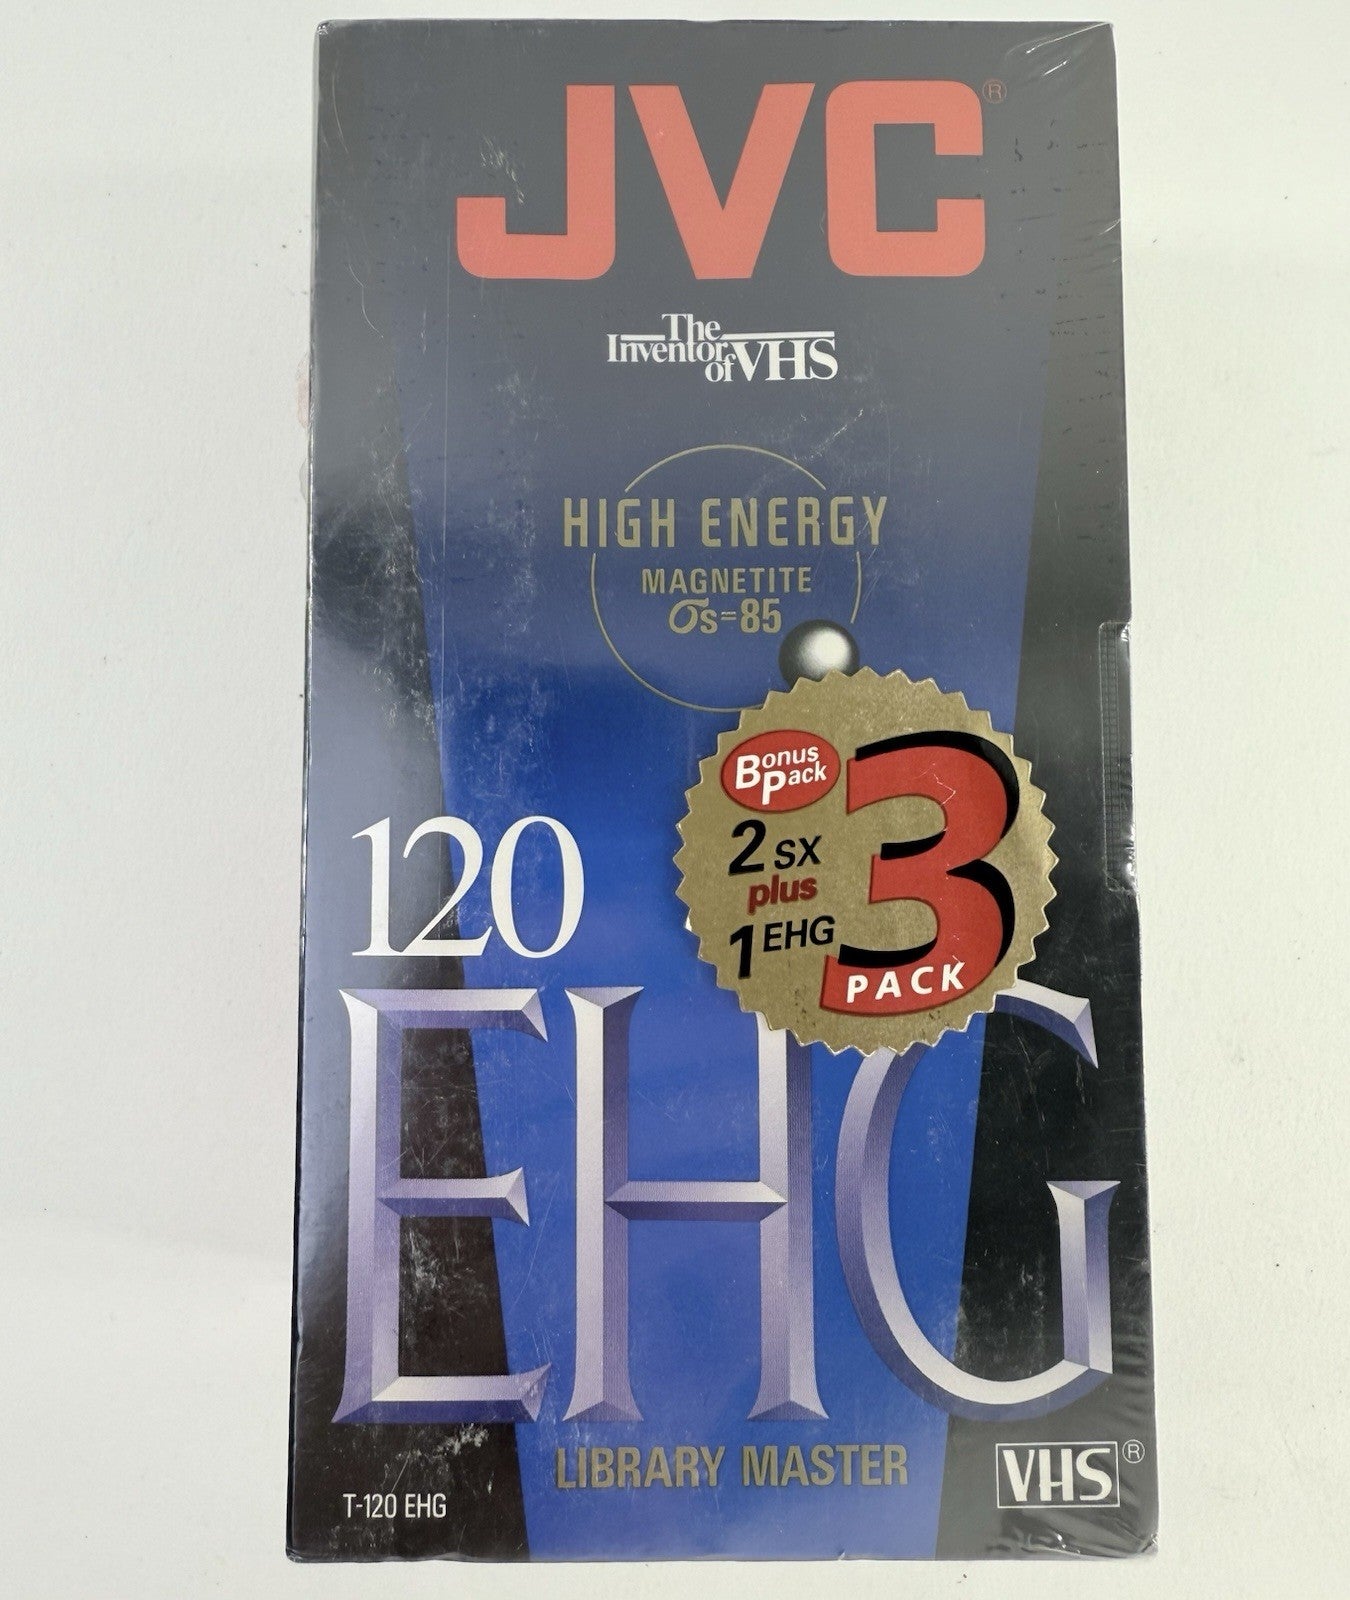 JVC®
The
Inventor
of VHS
HIGH ENERGY
MAGNETITE
σs=85
Bonus
Pack
3
2 SX
plus
1 EHG
PACK
120
EHG
LIBRARY MASTER
T-120 EHG
VHS®